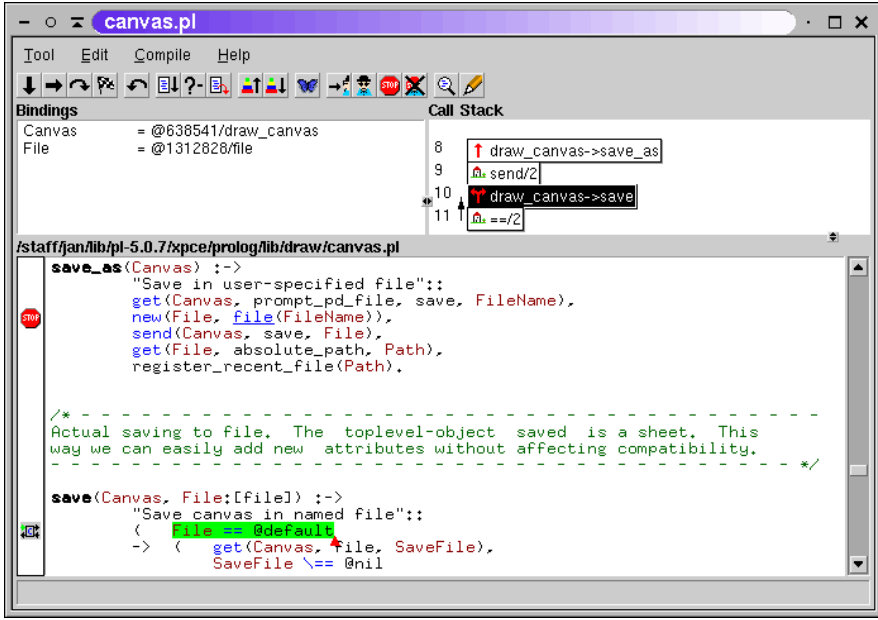 canvas.pl
Tool Edit Compile Help
?-
STOP
Bindings
Call Stack
Canvas = @638541/draw_canvas
File = @1312828/file
8 draw_canvas->save_as
9 send/2
10 draw_canvas->save
11 ==/2
/staff/jan/lib/pl-5.0.7/xpce/prolog/lib/draw/canvas.pl
save_as(Canvas) :->
"Save in user-specified file"::
get(Canvas, prompt_pd_file, save, FileName),
STOP new(File, file(FileName)),
send(Canvas, save, File),
get(File, absolute_path, Path),
register_recent_file(Path).
/* - - - - - - - - - - - - - - - - - - - - - - - - - - - - - - - - - - - - -
Actual saving to file. The toplevel-object saved is a sheet. This
way we can easily add new attributes without affecting compatibility.
- - - - - - - - - - - - - - - - - - - - - - - - - - - - - - - - - - - - - */
save(Canvas, File:[file]) :->
"Save canvas in named file"::
( File == @default
-> ( get(Canvas, file, SaveFile),
SaveFile \== @nil